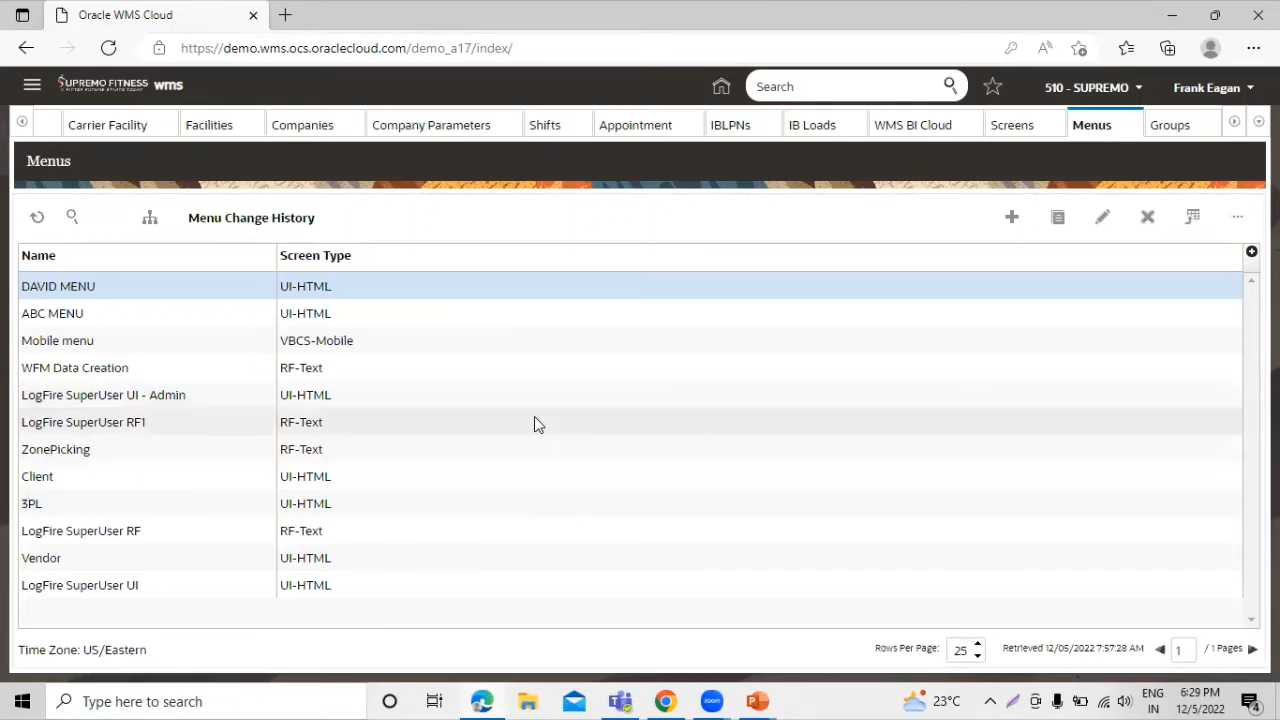 Oracle WMS Cloud
https://demo.wms.ocs.oraclecloud.com/demo_a17/index/
SUPREMO FITNESS wms
Search
510 - SUPREMO
Frank Eagan
Carrier Facility
Facilities
Companies
Company Parameters
Shifts
Appointment
IBLPNs
IB Loads
WMS BI Cloud
Screens
Menus
Groups
Menus
Menu Change History
Name Screen Type
DAVID MENU UI-HTML
ABC MENU UI-HTML
Mobile menu VBCS-Mobile
WFM Data Creation RF-Text
LogFire SuperUser UI - Admin UI-HTML
LogFire SuperUser RF1 RF-Text
ZonePicking RF-Text
Client UI-HTML
3PL UI-HTML
LogFire SuperUser RF RF-Text
Vendor UI-HTML
LogFire SuperUser UI UI-HTML
Time Zone: US/Eastern
Rows Per Page: 25
Retrieved 12/05/2022 7:57:28 AM
1 / 1 Pages
Type here to search
23°C
ENG
IN
6:29 PM
12/5/2022
4